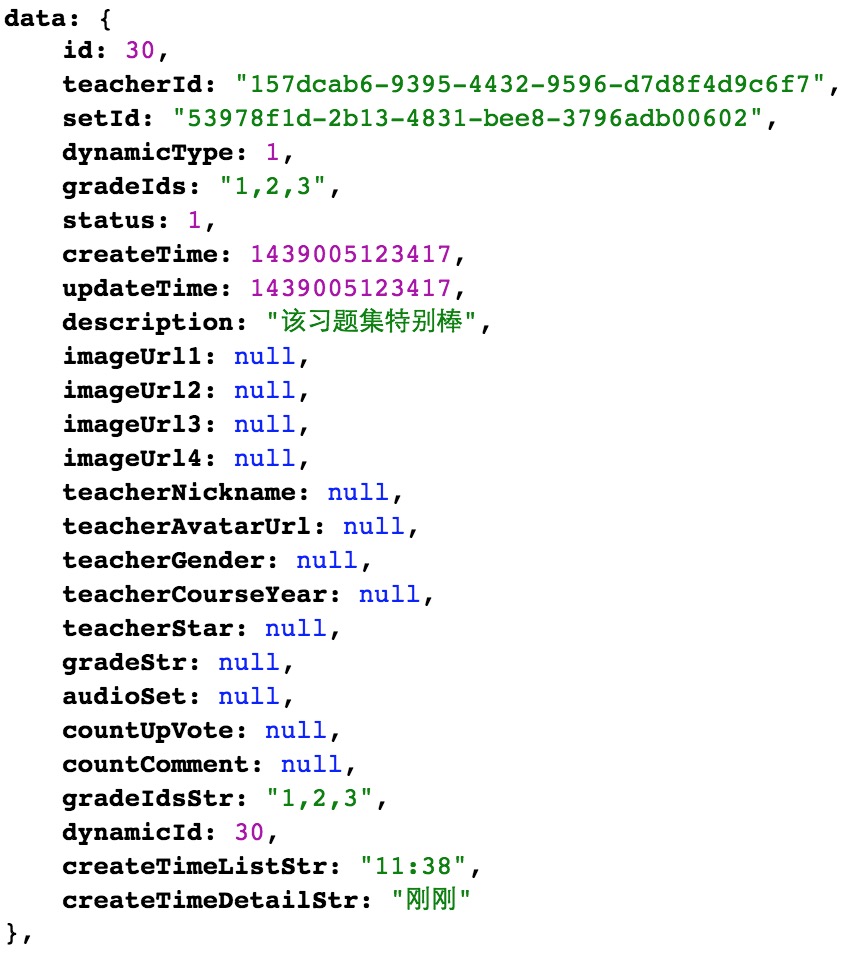 data: {
id: 30,
teacherId: "157dcab6-9395-4432-9596-d7d8f4d9c6f7",
setId: "53978f1d-2b13-4831-bee8-3796adb00602",
dynamicType: 1,
gradeIds: "1,2,3",
status: 1,
createTime: 1439005123417,
updateTime: 1439005123417,
description: "该习题集特别棒",
imageUrl1: null,
imageUrl2: null,
imageUrl3: null,
imageUrl4: null,
teacherNickname: null,
teacherAvatarUrl: null,
teacherGender: null,
teacherCourseYear: null,
teacherStar: null,
gradeStr: null,
audioSet: null,
countUpVote: null,
countComment: null,
gradeIdsStr: "1,2,3",
dynamicId: 30,
createTimeListStr: "11:38",
createTimeDetailStr: "刚刚"
},